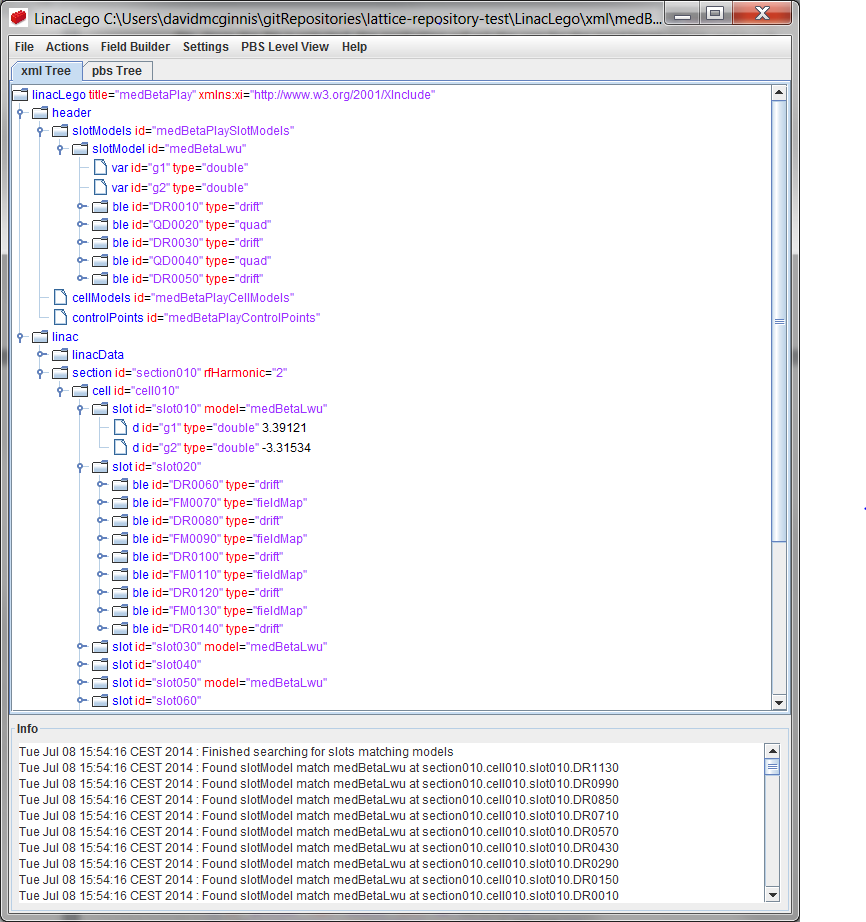 LinacLego C:\Users\davidmcginnis\gitRepositories\lattice-repository-test\LinacLego\xml\medB...
File Actions Field Builder Settings PBS Level View Help
xml Tree pbs Tree
linacLego title="medBetaPlay" xmlns:xi="http://www.w3.org/2001/XInclude"
header
slotModels id="medBetaPlaySlotModels"
slotModel id="medBetaLwu"
var id="g1" type="double"
var id="g2" type="double"
ble id="DR0010" type="drift"
ble id="QD0020" type="quad"
ble id="DR0030" type="drift"
ble id="QD0040" type="quad"
ble id="DR0050" type="drift"
cellModels id="medBetaPlayCellModels"
controlPoints id="medBetaPlayControlPoints"
linac
linacData
section id="section010" rfHarmonic="2"
cell id="cell010"
slot id="slot010" model="medBetaLwu"
d id="g1" type="double" 3.39121
d id="g2" type="double" -3.31534
slot id="slot020"
ble id="DR0060" type="drift"
ble id="FM0070" type="fieldMap"
ble id="DR0080" type="drift"
ble id="FM0090" type="fieldMap"
ble id="DR0100" type="drift"
ble id="FM0110" type="fieldMap"
ble id="DR0120" type="drift"
ble id="FM0130" type="fieldMap"
ble id="DR0140" type="drift"
slot id="slot030" model="medBetaLwu"
slot id="slot040"
slot id="slot050" model="medBetaLwu"
slot id="slot060"
Info
Tue Jul 08 15:54:16 CEST 2014 : Finished searching for slots matching models
Tue Jul 08 15:54:16 CEST 2014 : Found slotModel match medBetaLwu at section010.cell010.slot010.DR1130
Tue Jul 08 15:54:16 CEST 2014 : Found slotModel match medBetaLwu at section010.cell010.slot010.DR0990
Tue Jul 08 15:54:16 CEST 2014 : Found slotModel match medBetaLwu at section010.cell010.slot010.DR0850
Tue Jul 08 15:54:16 CEST 2014 : Found slotModel match medBetaLwu at section010.cell010.slot010.DR0710
Tue Jul 08 15:54:16 CEST 2014 : Found slotModel match medBetaLwu at section010.cell010.slot010.DR0570
Tue Jul 08 15:54:16 CEST 2014 : Found slotModel match medBetaLwu at section010.cell010.slot010.DR0430
Tue Jul 08 15:54:16 CEST 2014 : Found slotModel match medBetaLwu at section010.cell010.slot010.DR0290
Tue Jul 08 15:54:16 CEST 2014 : Found slotModel match medBetaLwu at section010.cell010.slot010.DR0150
Tue Jul 08 15:54:16 CEST 2014 : Found slotModel match medBetaLwu at section010.cell010.slot010.DR0010